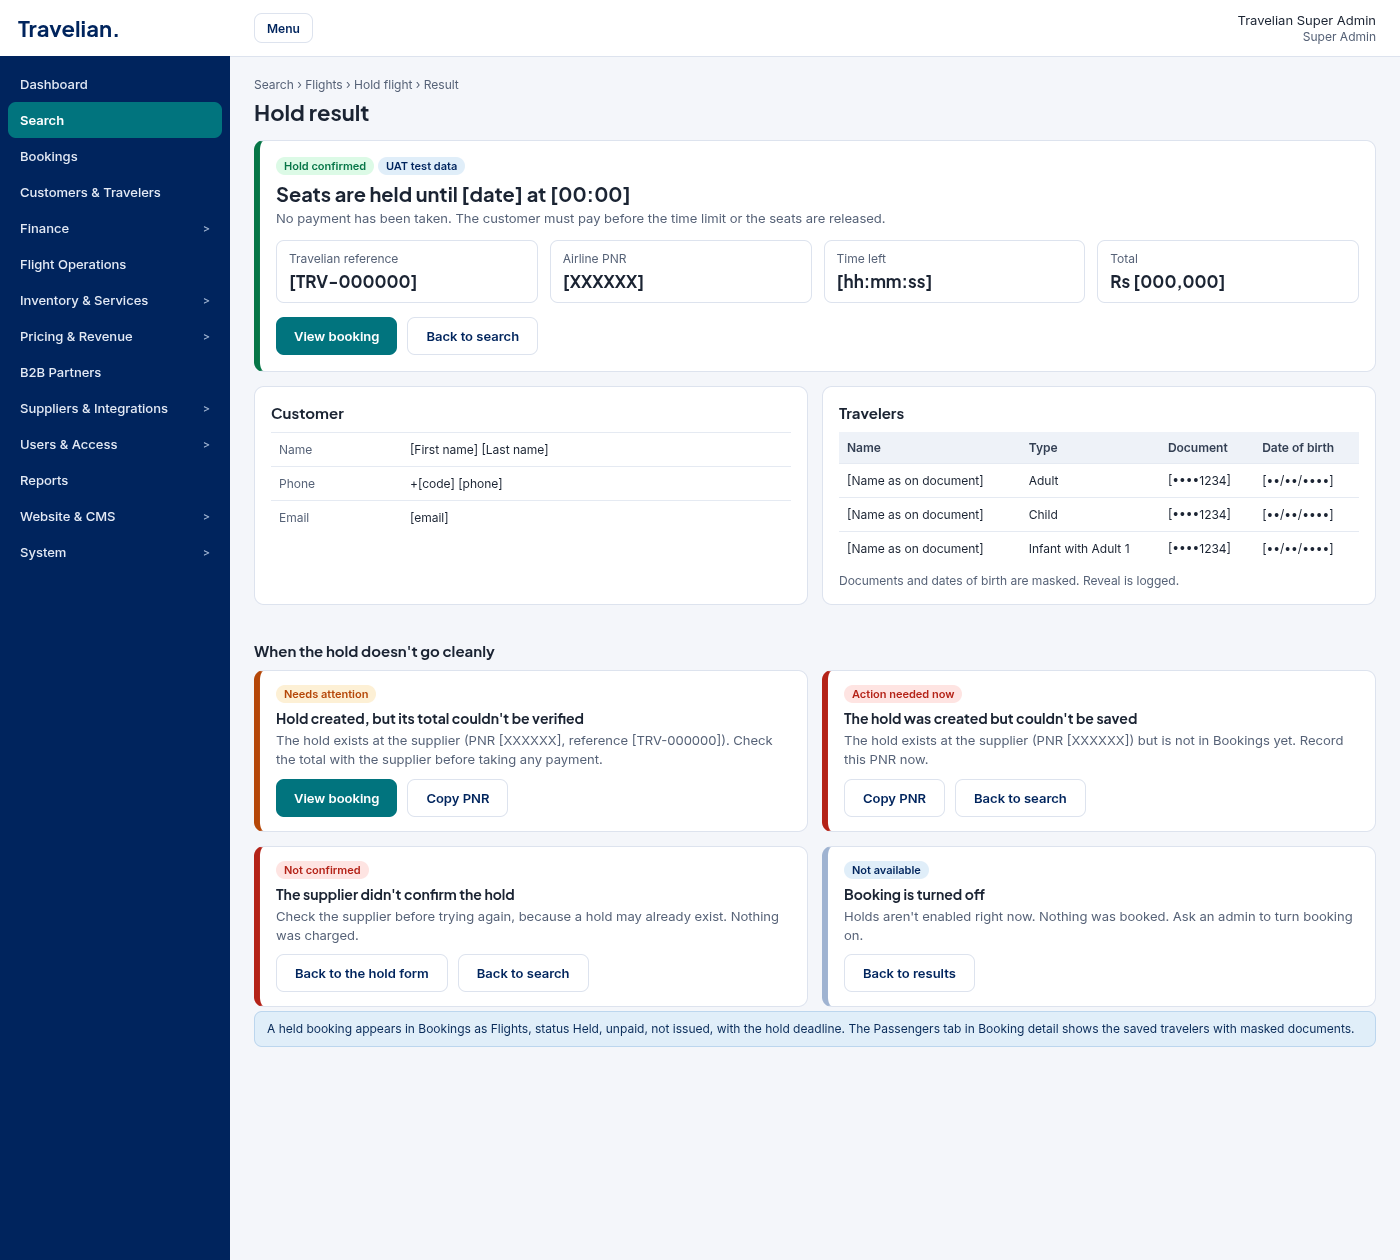 Travelian.
Menu
Travelian Super Admin
Super Admin
Dashboard
Search
Bookings
Customers & Travelers
Finance >
Flight Operations
Inventory & Services >
Pricing & Revenue >
B2B Partners
Suppliers & Integrations >
Users & Access >
Reports
Website & CMS >
System >
Search › Flights › Hold flight › Result
Hold result
Hold confirmed UAT test data
Seats are held until [date] at [00:00]
No payment has been taken. The customer must pay before the time limit or the seats are released.
Travelian reference
[TRV-000000]
Airline PNR
[XXXXXX]
Time left
[hh:mm:ss]
Total
Rs [000,000]
View booking Back to search
Customer
Name [First name] [Last name]
Phone +[code] [phone]
Email [email]
Travelers
Name Type Document Date of birth
[Name as on document] Adult [••••1234] [••/••/••••]
[Name as on document] Child [••••1234] [••/••/••••]
[Name as on document] Infant with Adult 1 [••••1234] [••/••/••••]
Documents and dates of birth are masked. Reveal is logged.
When the hold doesn't go cleanly
Needs attention
Hold created, but its total couldn't be verified
The hold exists at the supplier (PNR [XXXXXX], reference [TRV-000000]). Check
the total with the supplier before taking any payment.
View booking Copy PNR
Action needed now
The hold was created but couldn't be saved
The hold exists at the supplier (PNR [XXXXXX]) but is not in Bookings yet. Record
this PNR now.
Copy PNR Back to search
Not confirmed
The supplier didn't confirm the hold
Check the supplier before trying again, because a hold may already exist. Nothing
was charged.
Back to the hold form Back to search
Not available
Booking is turned off
Holds aren't enabled right now. Nothing was booked. Ask an admin to turn booking
on.
Back to results
A held booking appears in Bookings as Flights, status Held, unpaid, not issued, with the hold deadline. The Passengers tab in Booking detail shows the saved travelers with masked documents.